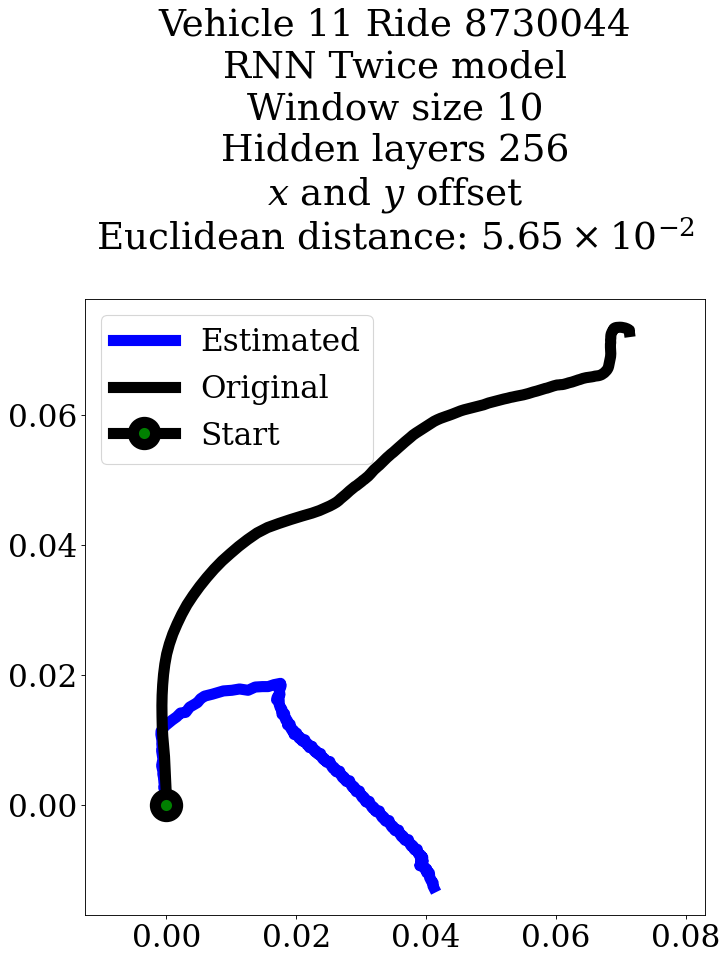 Vehicle 11 Ride 8730044
RNN Twice model
Window size 10
Hidden layers 256
x and y offset
Euclidean distance: 5.65 × 10⁻²
Estimated
Original
Start
0.06
0.04
0.02
0.00
0.00 0.02 0.04 0.06 0.08